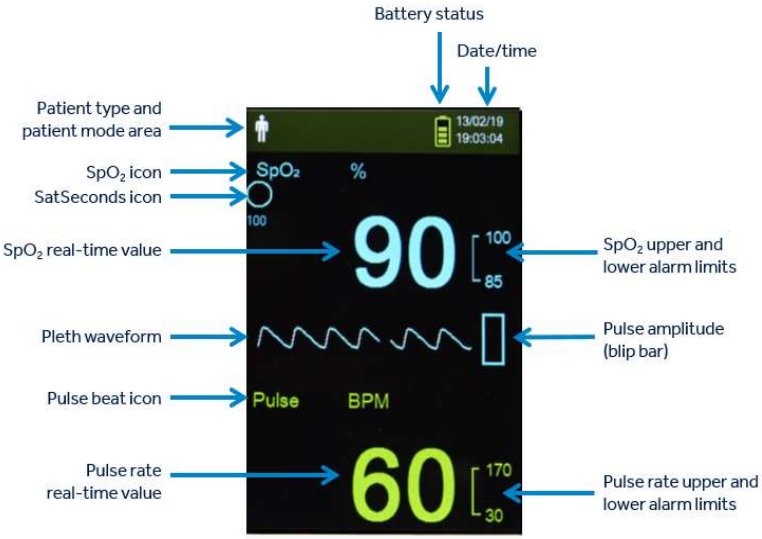 Battery status
Date/time
Patient type and
patient mode area
13/02/19
19:03:04
SpO₂ icon
SpO₂ %
SatSeconds icon
100
SpO₂ real-time value
90
100
85
SpO₂ upper and
lower alarm limits
Pleth waveform
Pulse amplitude
(blip bar)
Pulse beat icon
Pulse BPM
Pulse rate
real-time value
60
170
30
Pulse rate upper and
lower alarm limits